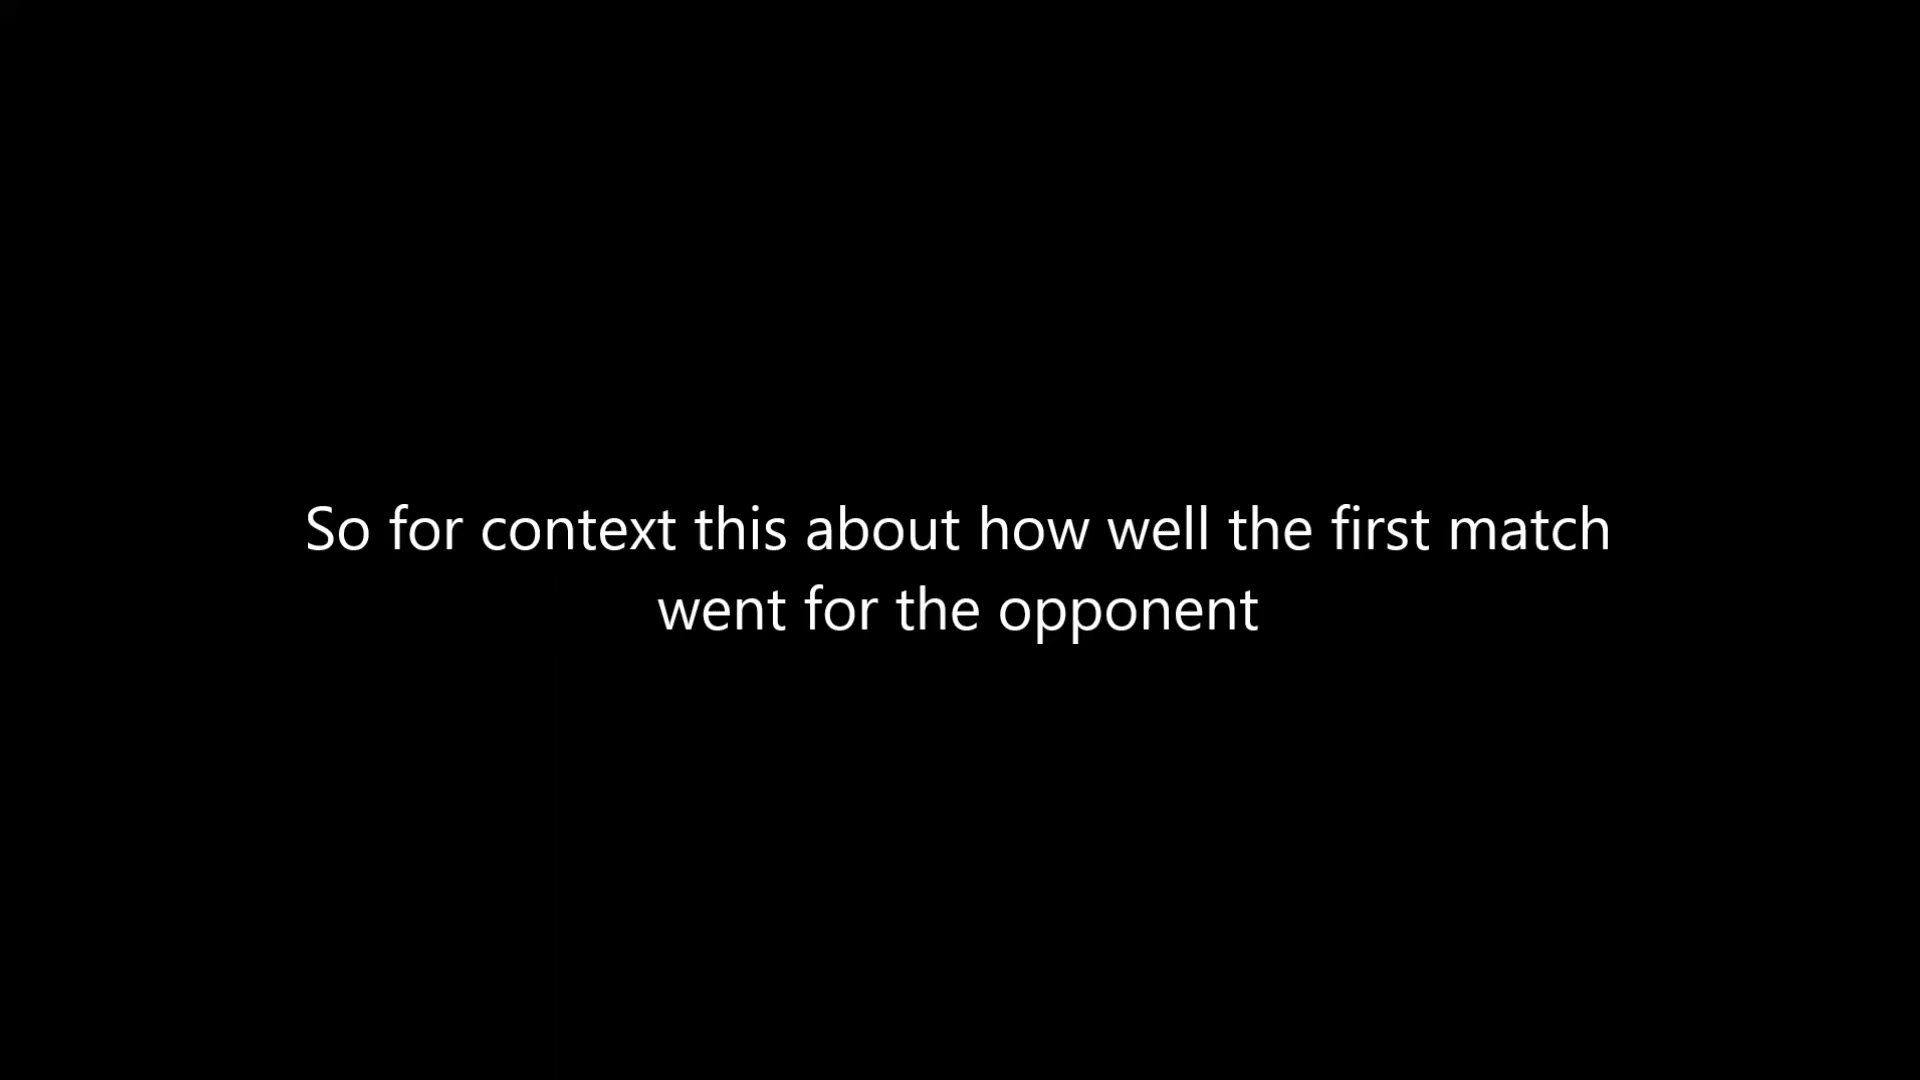 So for context this about how well the first match
went for the opponent